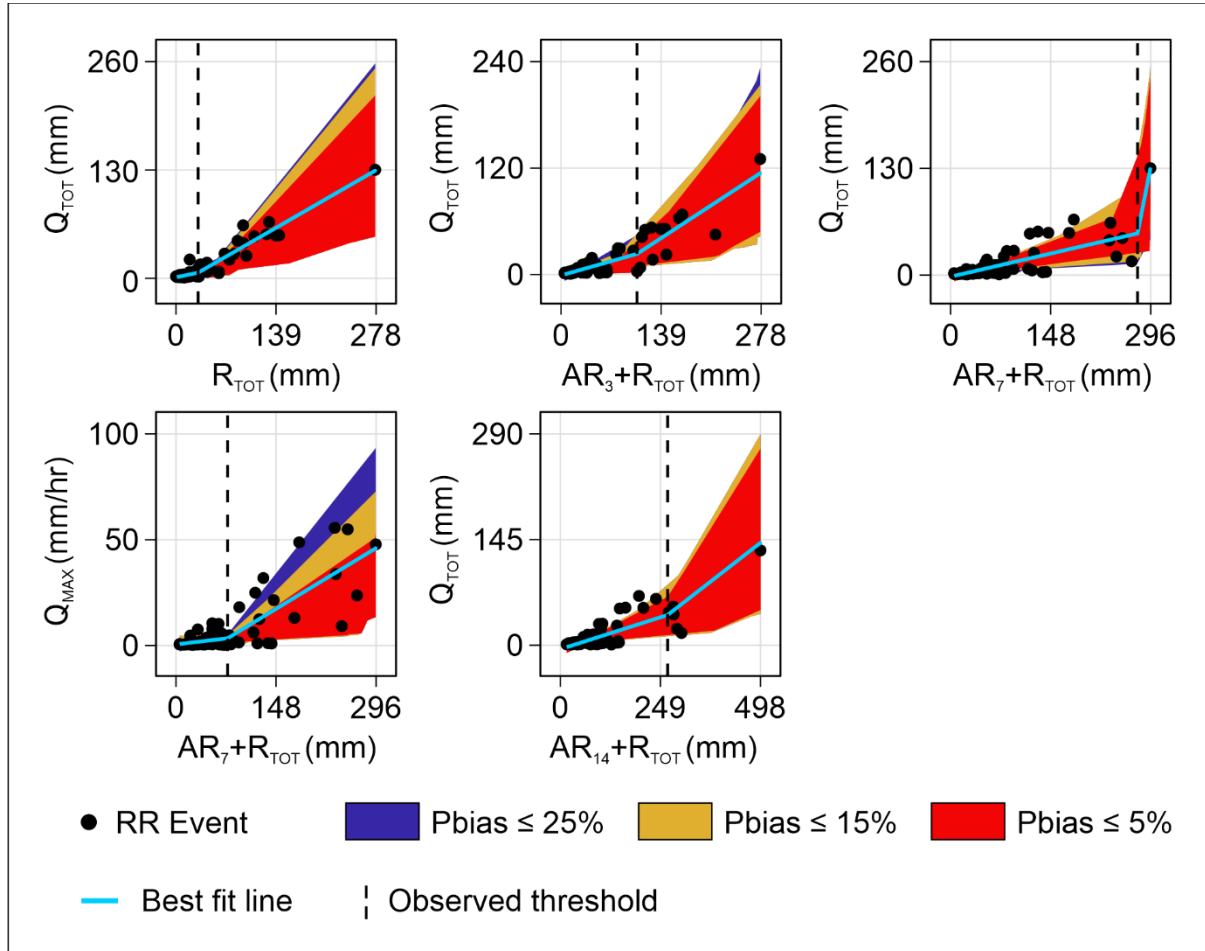 260
130
0
Q_TOT (mm)
0 139 278
R_TOT (mm)
240
120
0
Q_TOT (mm)
0 139 278
AR_3+R_TOT (mm)
260
130
0
Q_TOT (mm)
0 148 296
AR_7+R_TOT (mm)
100
50
0
Q_MAX (mm/hr)
0 148 296
AR_7+R_TOT (mm)
290
145
0
Q_TOT (mm)
0 249 498
AR_14+R_TOT (mm)
RR Event Pbias ≤ 25% Pbias ≤ 15% Pbias ≤ 5%
Best fit line Observed threshold